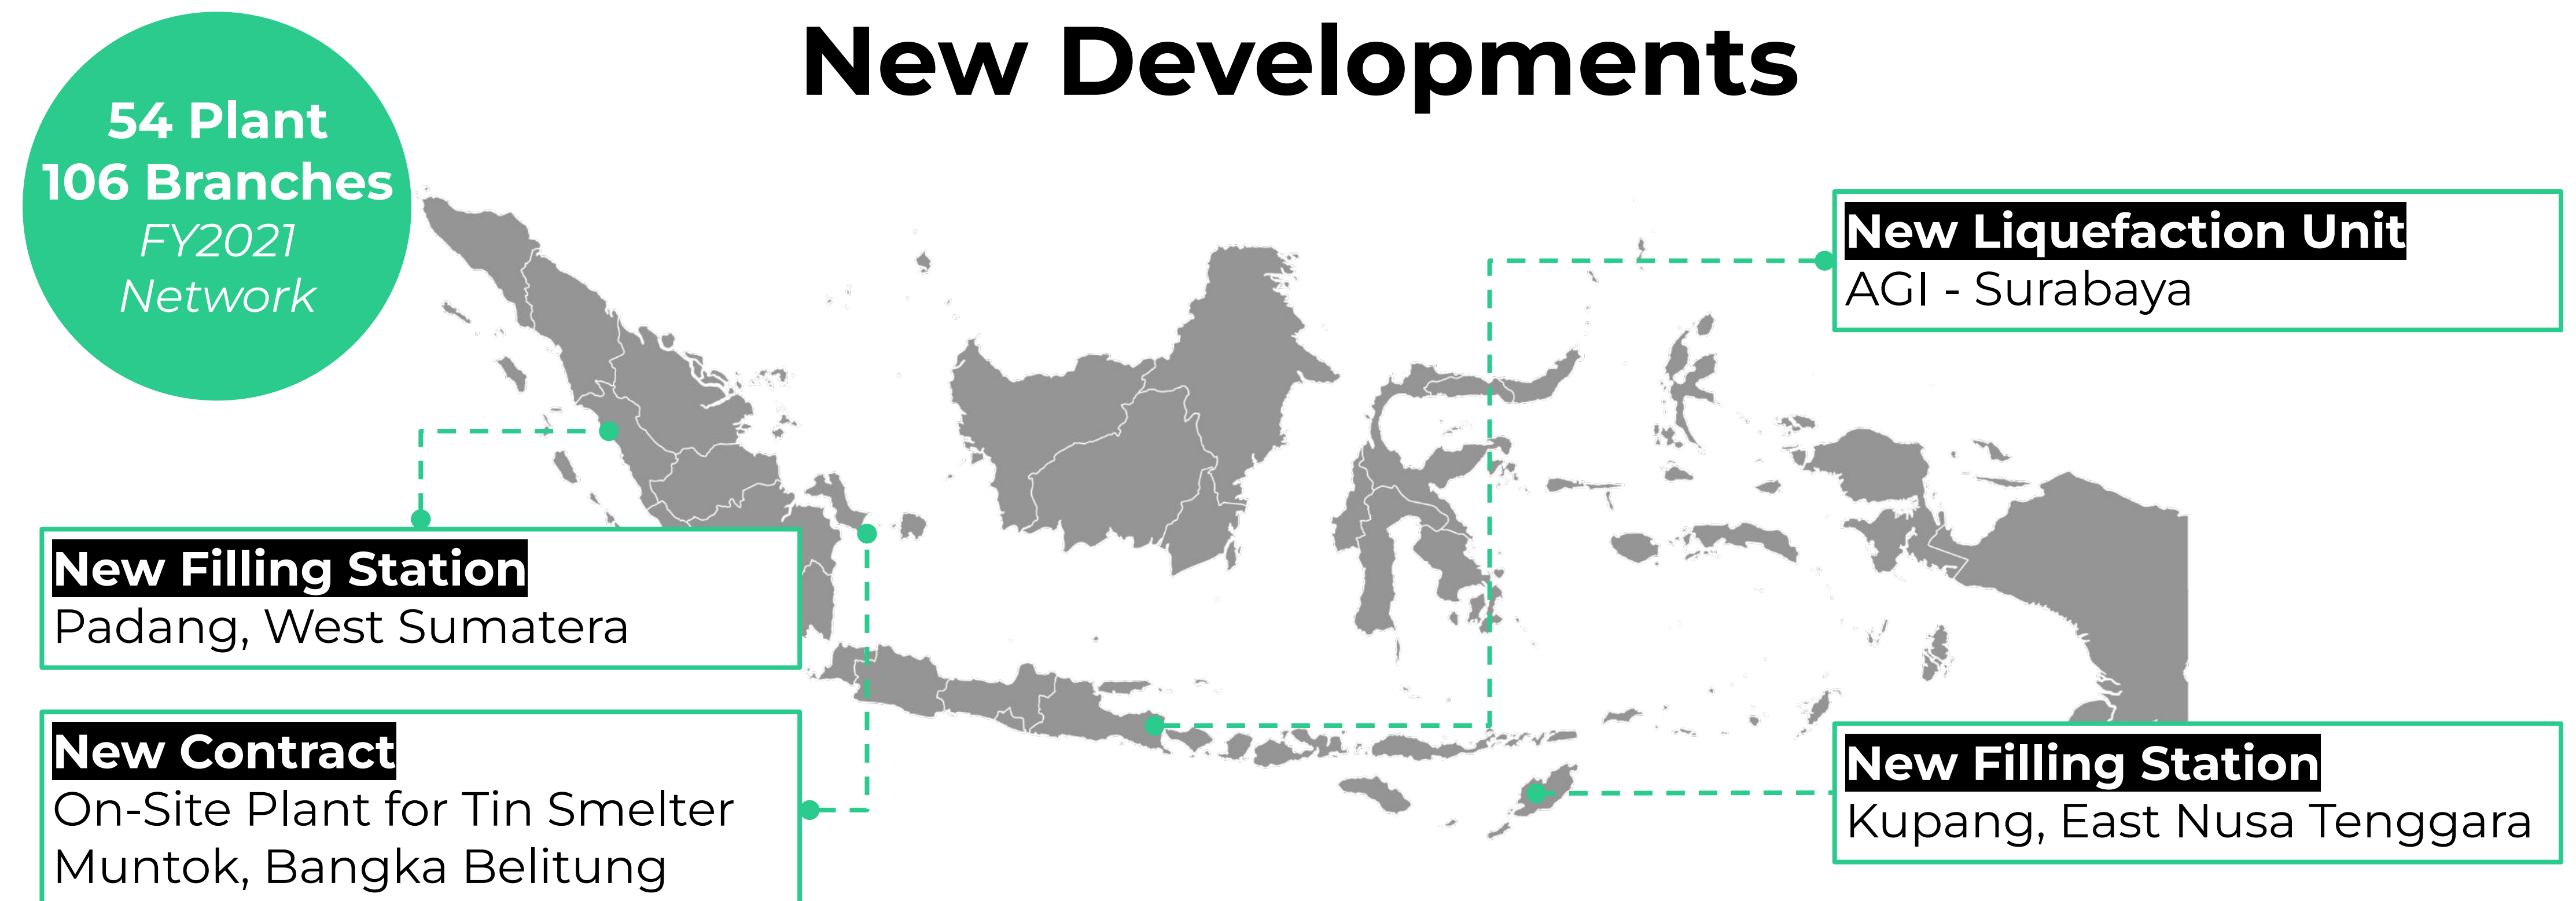 New Developments
54 Plant
106 Branches
FY2021
Network
New Liquefaction Unit
AGI - Surabaya
New Filling Station
Padang, West Sumatera
New Contract
On-Site Plant for Tin Smelter
Muntok, Bangka Belitung
New Filling Station
Kupang, East Nusa Tenggara